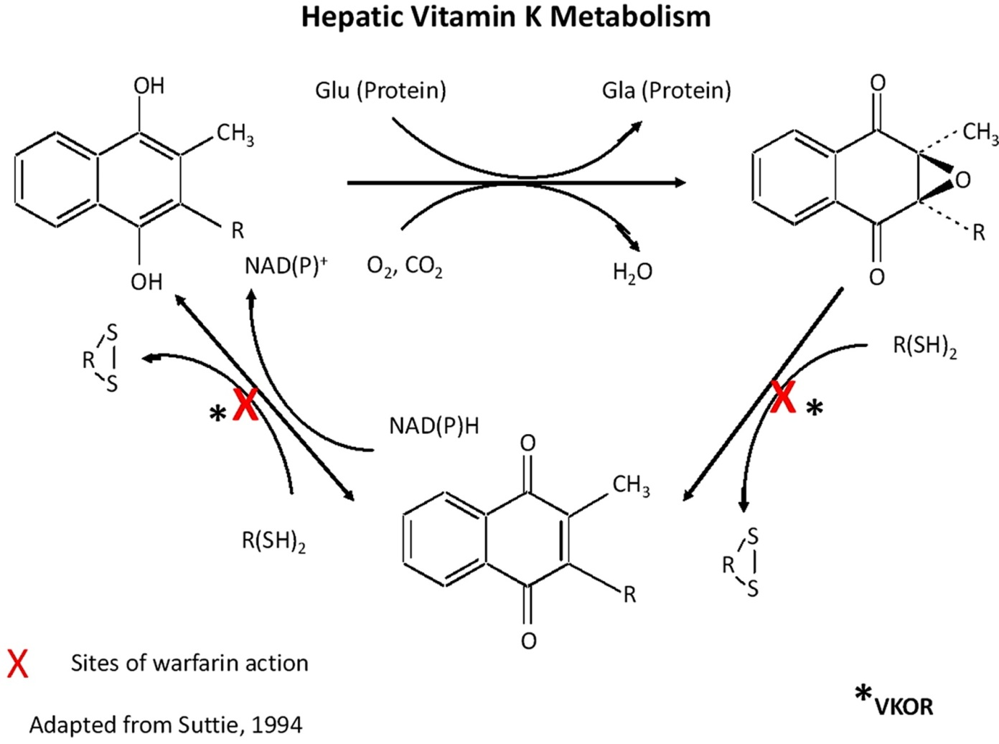 Hepatic Vitamin K Metabolism
OH
CH3
R
OH
Glu (Protein)
Gla (Protein)
O2, CO2
H2O
O
CH3
O
R
O
NAD(P)+
S
R
S
*
X
NAD(P)H
R(SH)2
R(SH)2
X
*
O
CH3
R
O
S
R
S
X Sites of warfarin action
Adapted from Suttie, 1994
*VKOR